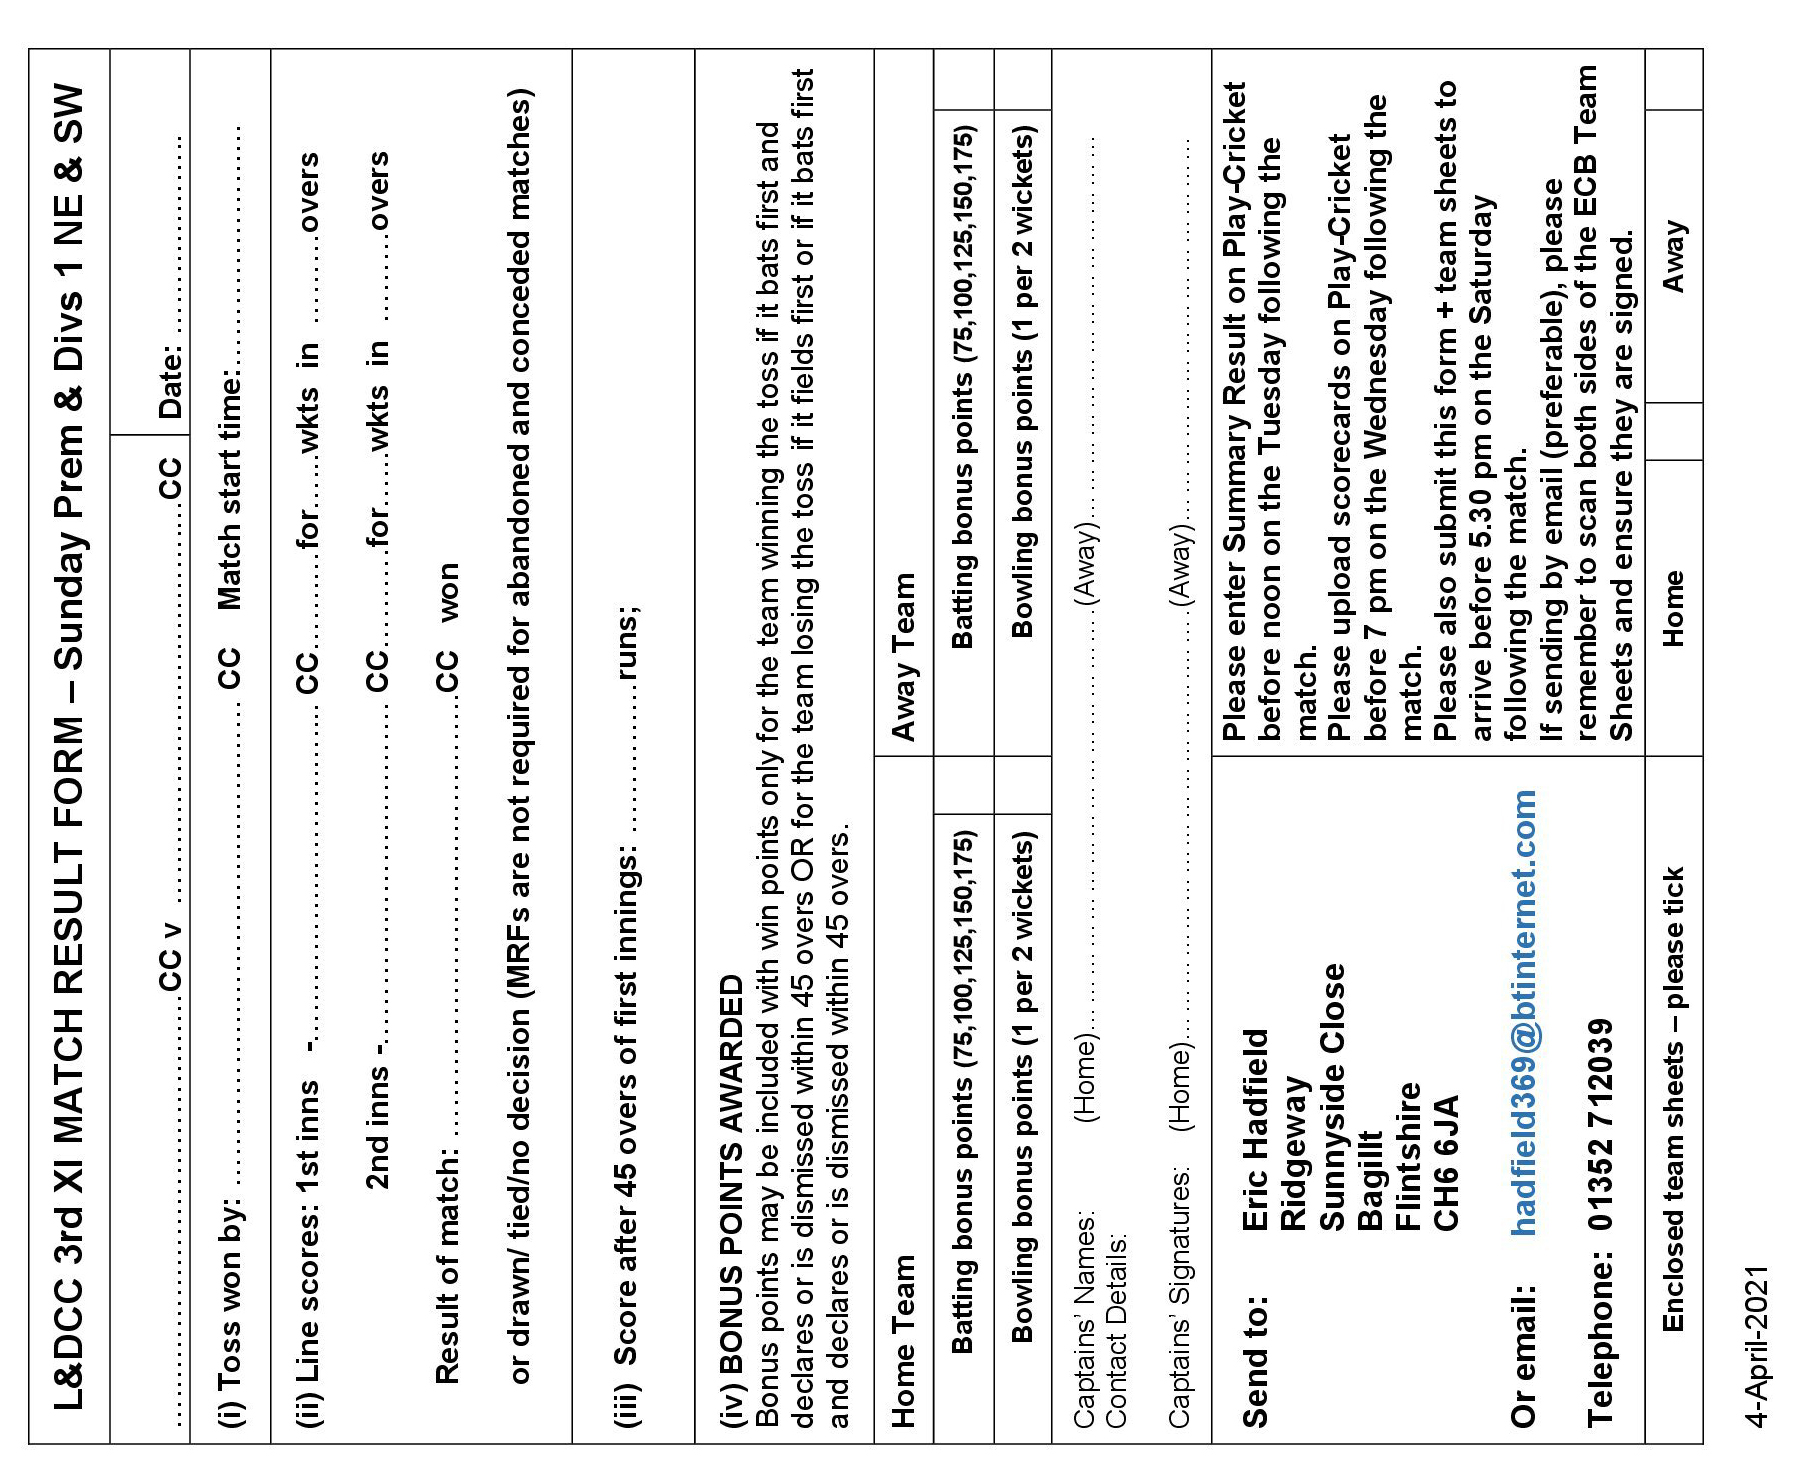 L&DCC 3rd XI MATCH RESULT FORM – Sunday Prem & Divs 1 NE & SW
.................................................CC v ..............................................CC Date: .........................
(i) Toss won by: ................................................... CC Match start time:..............................
(ii) Line scores: 1st inns -....................................... CC...........for......wkts in ........overs
2nd inns -....................................... CC...........for......wkts in ........overs
Result of match: .............................................. CC won
or drawn/ tied/no decision (MRFs are not required for abandoned and conceded matches)
(iii) Score after 45 overs of first innings: ...............runs;
(iv) BONUS POINTS AWARDED
Bonus points may be included with win points only for the team winning the toss if it bats first and
declares or is dismissed within 45 overs OR for the team losing the toss if it fields first or if it bats first
and declares or is dismissed within 45 overs.
Home Team
Away Team
Batting bonus points (75,100,125,150,175)
Batting bonus points (75,100,125,150,175)
Bowling bonus points (1 per 2 wickets)
Bowling bonus points (1 per 2 wickets)
Captains’ Names: (Home)..................................................(Away)..............................................
Contact Details:
Captains’ Signatures: (Home)..................................................(Away)..............................................
Send to: Eric Hadfield
Ridgeway
Sunnyside Close
Bagillt
Flintshire
CH6 6JA
Or email: hadfield369@btinternet.com
Telephone: 01352 712039
Please enter Summary Result on Play-Cricket
before noon on the Tuesday following the
match.
Please upload scorecards on Play-Cricket
before 7 pm on the Wednesday following the
match.
Please also submit this form + team sheets to
arrive before 5.30 pm on the Saturday
following the match.
If sending by email (preferable), please
remember to scan both sides of the ECB Team
Sheets and ensure they are signed.
Enclosed team sheets – please tick
Home
Away
4-April-2021